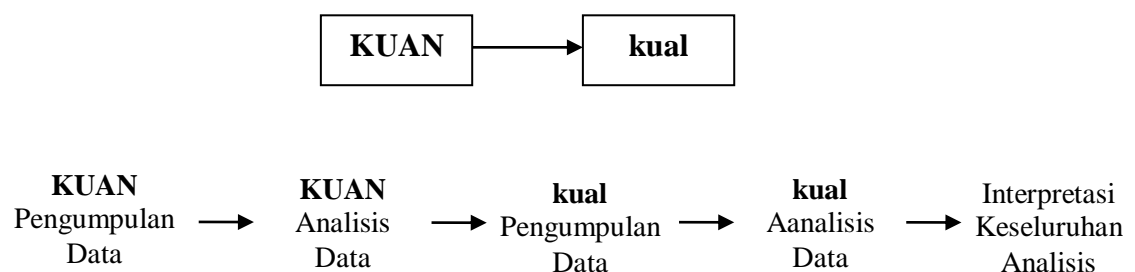 KUAN
kual
KUAN
Pengumpulan
Data
KUAN
Analisis
Data
kual
Pengumpulan
Data
kual
Aanalisis
Data
Interpretasi
Keseluruhan
Analisis